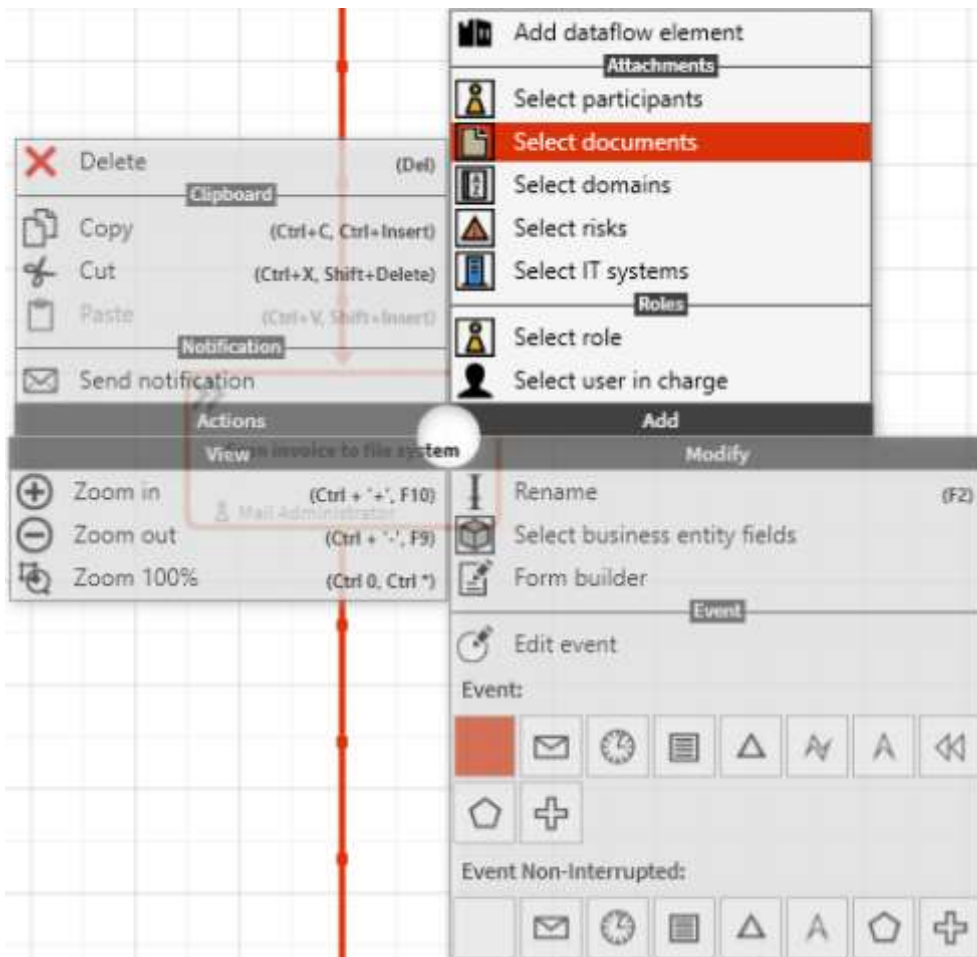 Add dataflow element
Attachments
Select participants
Select documents
Select domains
Select risks
Select IT systems
Roles
Select role
Select user in charge
Add
Delete (Del)
Clipboard
Copy (Ctrl+C, Ctrl+Insert)
Cut (Ctrl+X, Shift+Delete)
Paste (Ctrl+V, Shift+Insert)
Notification
Send notification
Actions
View
invoice to file system
Mail Administrator
Zoom in (Ctrl + '+', F10)
Zoom out (Ctrl + '-', F9)
Zoom 100% (Ctrl 0, Ctrl *)
Modify
Rename (F2)
Select business entity fields
Form builder
Event
Edit event
Event:
Event Non-Interrupted: